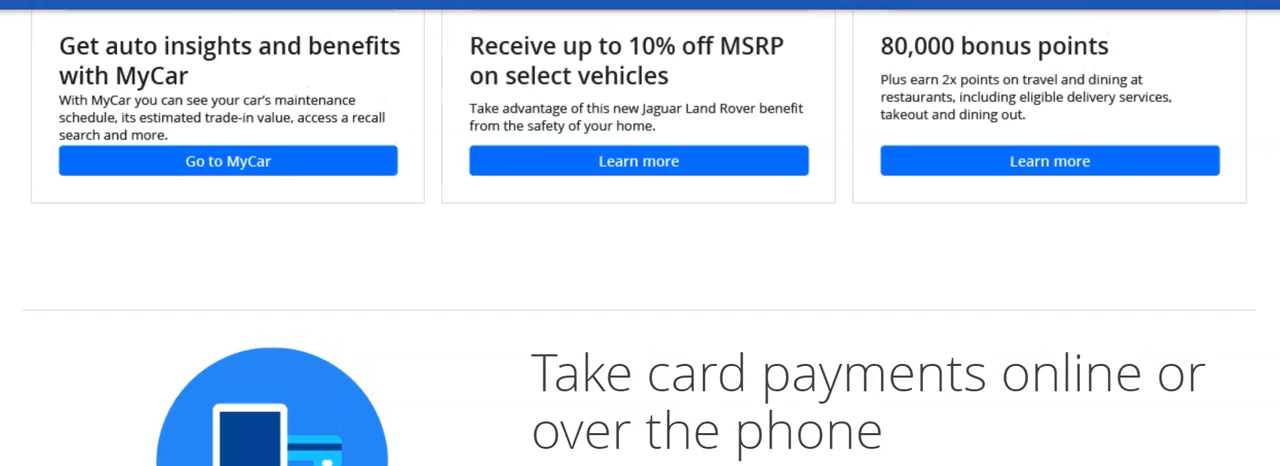 Get auto insights and benefits
with MyCar
With MyCar you can see your car's maintenance
schedule, its estimated trade-in value, access a recall
search and more.
Go to MyCar
Receive up to 10% off MSRP
on select vehicles
Take advantage of this new Jaguar Land Rover benefit
from the safety of your home.
Learn more
80,000 bonus points
Plus earn 2x points on travel and dining at
restaurants, including eligible delivery services,
takeout and dining out.
Learn more
Take card payments online or
over the phone